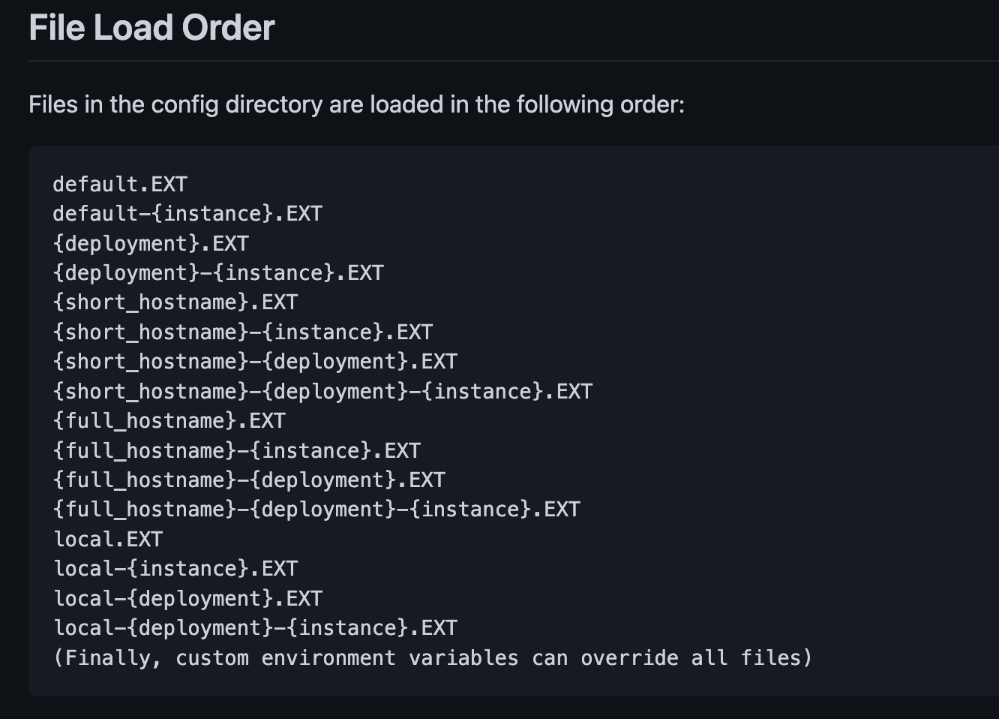 File Load Order
Files in the config directory are loaded in the following order:
default.EXT
default-{instance}.EXT
{deployment}.EXT
{deployment}-{instance}.EXT
{short_hostname}.EXT
{short_hostname}-{instance}.EXT
{short_hostname}-{deployment}.EXT
{short_hostname}-{deployment}-{instance}.EXT
{full_hostname}.EXT
{full_hostname}-{instance}.EXT
{full_hostname}-{deployment}.EXT
{full_hostname}-{deployment}-{instance}.EXT
local.EXT
local-{instance}.EXT
local-{deployment}.EXT
local-{deployment}-{instance}.EXT
(Finally, custom environment variables can override all files)